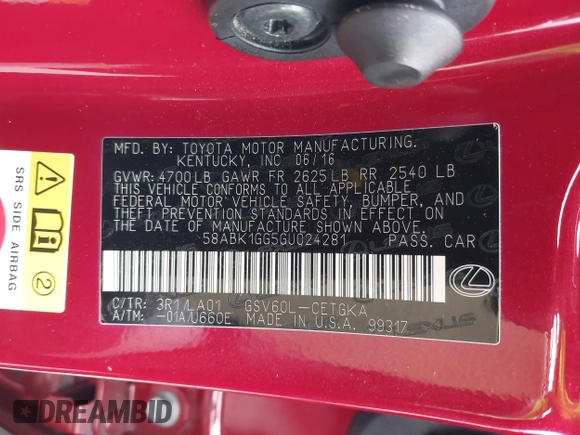 MFD. BY: TOYOTA MOTOR MANUFACTURING.
KENTUCKY, INC 06/16
GVWR: 4700LB GAWR FR 2625LB RR 2540 LB
THIS VEHICLE CONFORMS TO ALL APPLICABLE
FEDERAL MOTOR VEHICLE SAFETY, BUMPER, AND
THEFT PREVENTION STANDARDS IN EFFECT ON THE
DATE OF MANUFACTURE SHOWN ABOVE.
58ABK1GG5GU024281 PASS. CAR
C/TR: 3R1/LA01 GSV60L-CETGKA
A/TM: -01A/U660E MADE IN U.S.A. 99317
LEXUS
SRS SIDE AIRBAG
2
DREAMBID